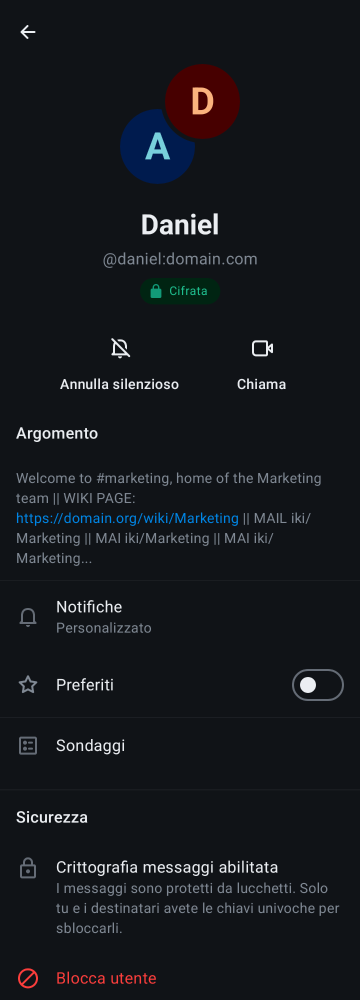 D
A
Daniel
@daniel:domain.com
Cifrata
Annulla silenzioso
Chiama
Argomento
Welcome to #marketing, home of the Marketing
team || WIKI PAGE:
https://domain.org/wiki/Marketing || MAIL iki/
Marketing || MAI iki/Marketing || MAI iki/
Marketing...
Notifiche
Personalizzato
Preferiti
Sondaggi
Sicurezza
Crittografia messaggi abilitata
I messaggi sono protetti da lucchetti. Solo
tu e i destinatari avete le chiavi univoche per
sbloccarli.
Blocca utente